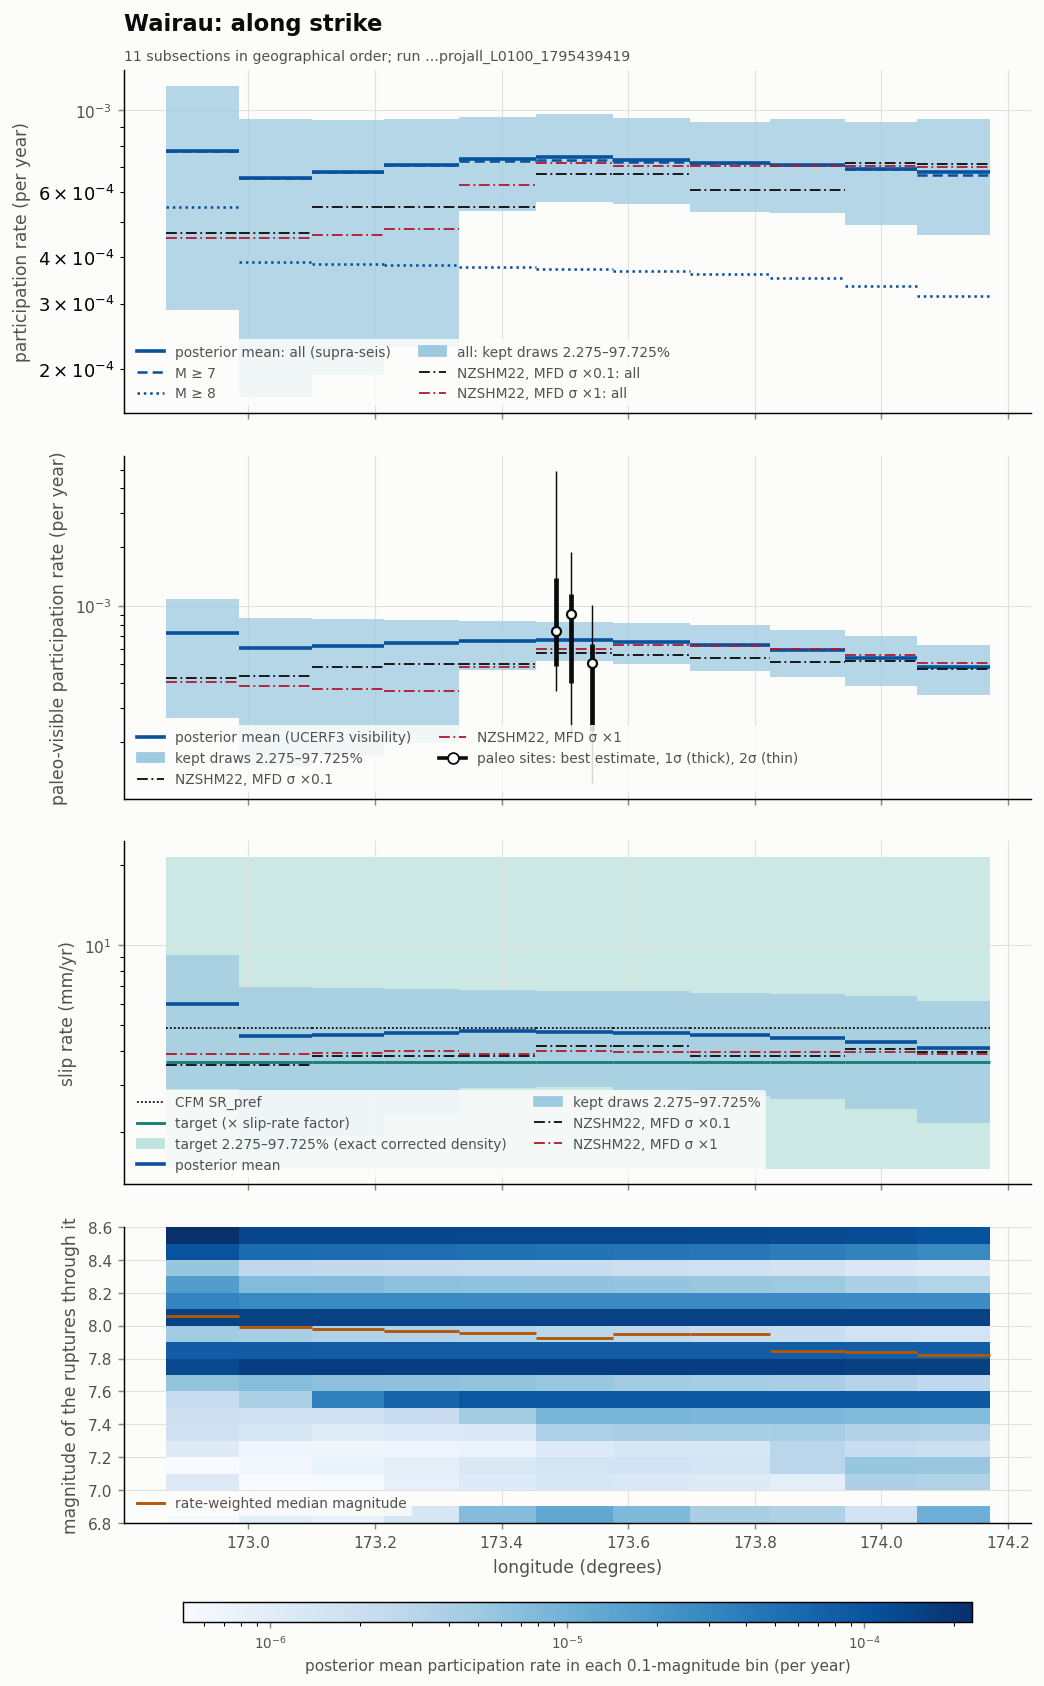 Wairau: along strike
11 subsections in geographical order; run ...projall_L0100_1795439419
participation rate (per year)
10⁻³
6 × 10⁻⁴
4 × 10⁻⁴
3 × 10⁻⁴
2 × 10⁻⁴
posterior mean: all (supra-seis)
M ≥ 7
M ≥ 8
all: kept draws 2.275–97.725%
NZSHM22, MFD σ ×0.1: all
NZSHM22, MFD σ ×1: all
paleo-visible participation rate (per year)
10⁻³
posterior mean (UCERF3 visibility)
kept draws 2.275–97.725%
NZSHM22, MFD σ ×0.1
NZSHM22, MFD σ ×1
paleo sites: best estimate, 1σ (thick), 2σ (thin)
slip rate (mm/yr)
10¹
CFM SR_pref
target (× slip-rate factor)
target 2.275–97.725% (exact corrected density)
posterior mean
kept draws 2.275–97.725%
NZSHM22, MFD σ ×0.1
NZSHM22, MFD σ ×1
magnitude of the ruptures through it
8.6
8.4
8.2
8.0
7.8
7.6
7.4
7.2
7.0
6.8
rate-weighted median magnitude
173.0 173.2 173.4 173.6 173.8 174.0 174.2
longitude (degrees)
10⁻⁶ 10⁻⁵ 10⁻⁴
posterior mean participation rate in each 0.1-magnitude bin (per year)